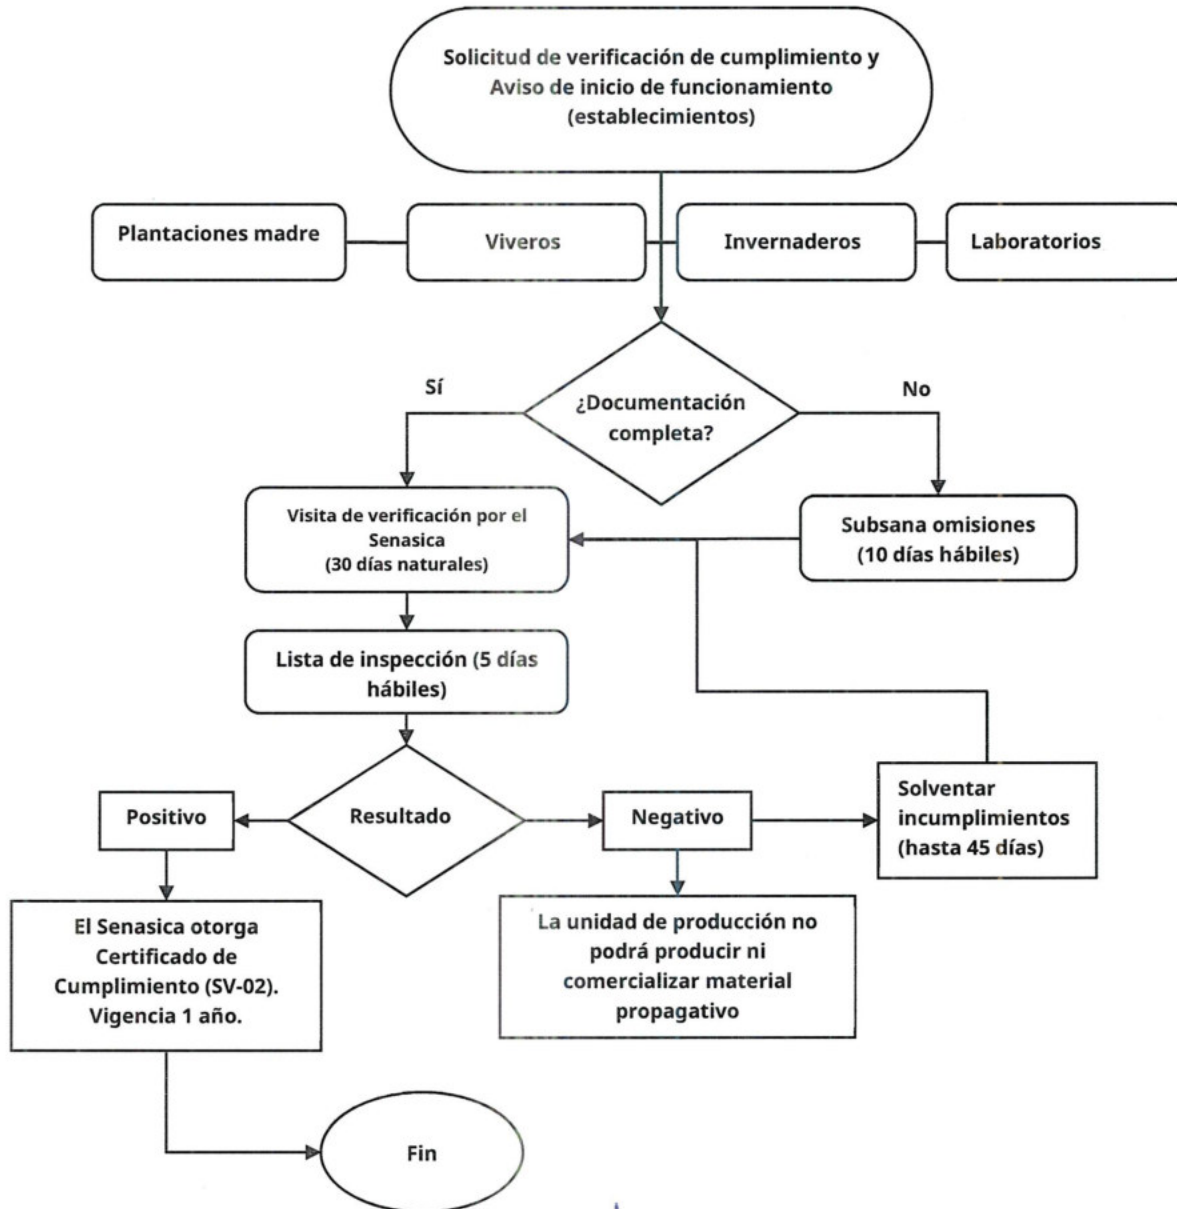 Solicitud de verificación de cumplimiento y
Aviso de inicio de funcionamiento
(establecimientos)
Plantaciones madre
Viveros
Invernaderos
Laboratorios
Sí
¿Documentación
completa?
No
Visita de verificación por el
Senasica
(30 días naturales)
Subsana omisiones
(10 días hábiles)
Lista de inspección (5 días
hábiles)
Positivo
Resultado
Negativo
Solventar
incumplimientos
(hasta 45 días)
El Senasica otorga
Certificado de
Cumplimiento (SV-02).
Vigencia 1 año.
La unidad de producción no
podrá producir ni
comercializar material
propagativo
Fin